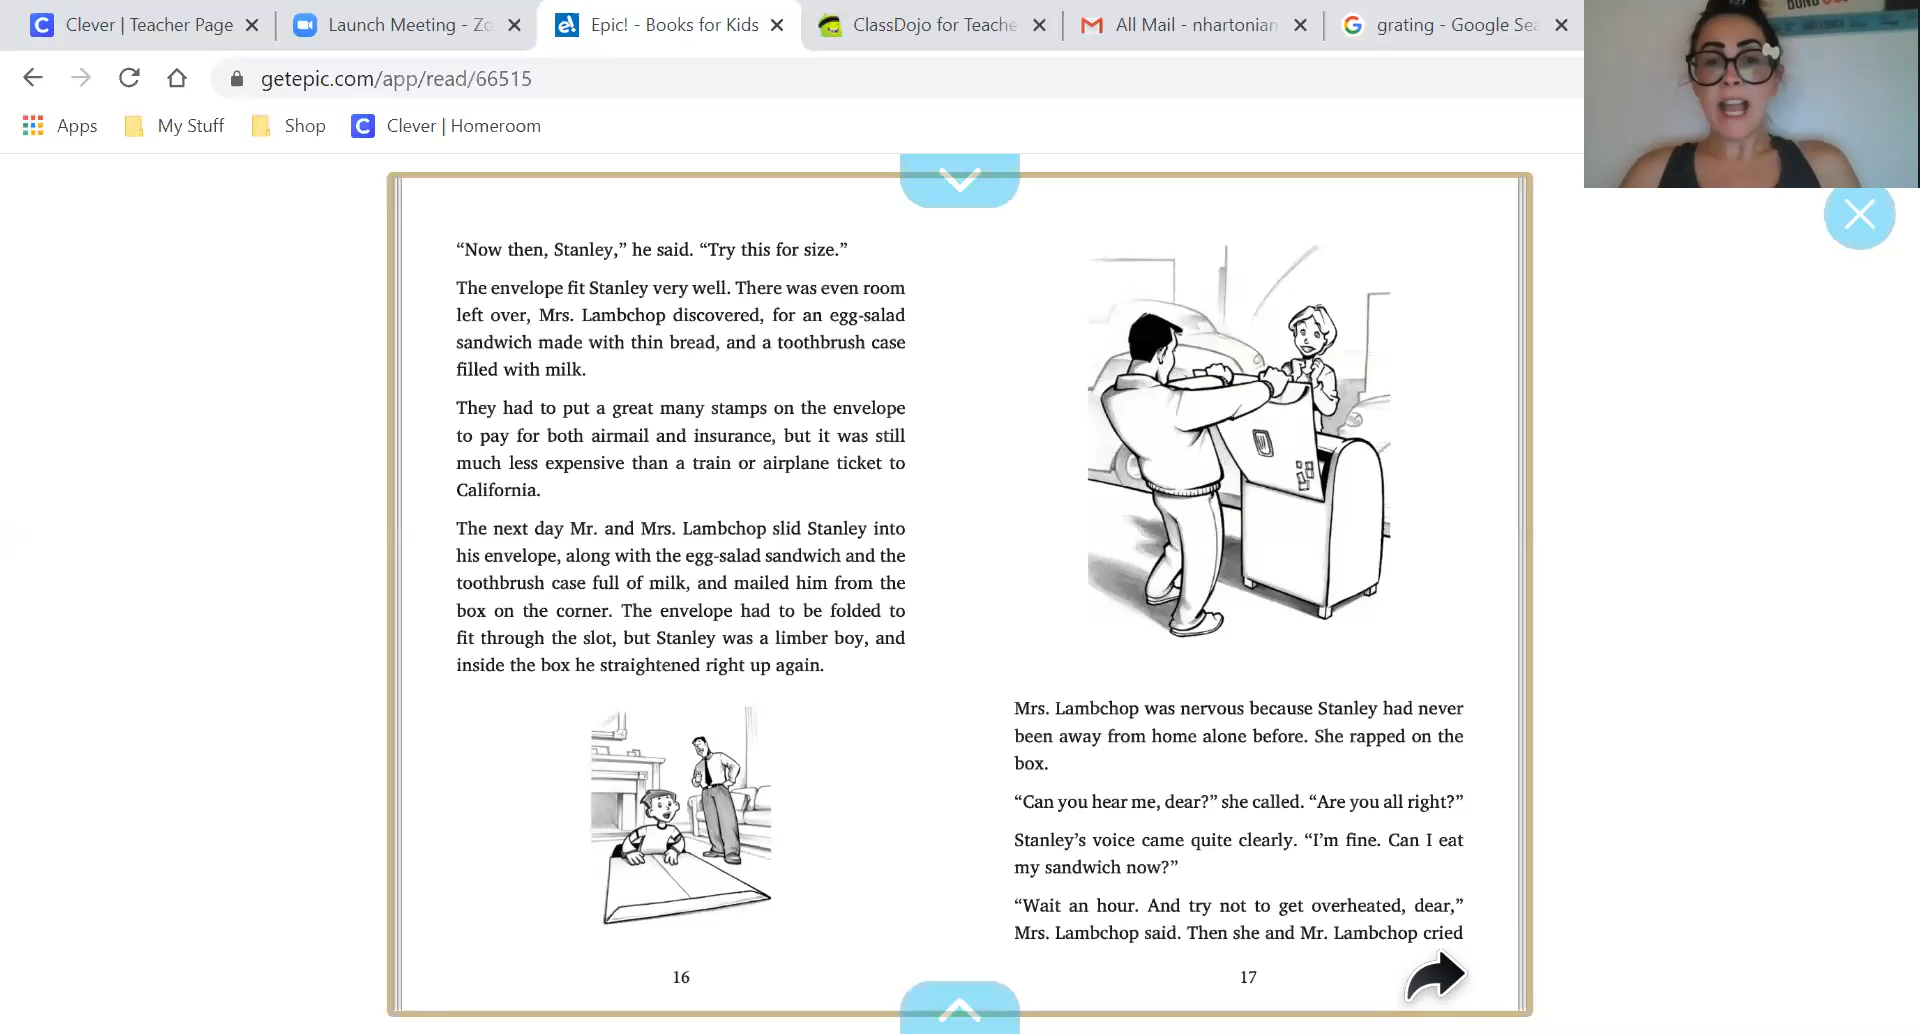 Clever | Teacher Page
Launch Meeting - Zo
Epic! - Books for Kids
ClassDojo for Teache
All Mail - nhartonian
grating - Google Sea
getepic.com/app/read/66515
Apps
My Stuff
Shop
Clever | Homeroom
“Now then, Stanley,” he said. “Try this for size.”
The envelope fit Stanley very well. There was even room
left over, Mrs. Lambchop discovered, for an egg-salad
sandwich made with thin bread, and a toothbrush case
filled with milk.
They had to put a great many stamps on the envelope
to pay for both airmail and insurance, but it was still
much less expensive than a train or airplane ticket to
California.
The next day Mr. and Mrs. Lambchop slid Stanley into
his envelope, along with the egg-salad sandwich and the
toothbrush case full of milk, and mailed him from the
box on the corner. The envelope had to be folded to
fit through the slot, but Stanley was a limber boy, and
inside the box he straightened right up again.
16
Mrs. Lambchop was nervous because Stanley had never
been away from home alone before. She rapped on the
box.
“Can you hear me, dear?” she called. “Are you all right?”
Stanley’s voice came quite clearly. “I’m fine. Can I eat
my sandwich now?”
“Wait an hour. And try not to get overheated, dear,”
Mrs. Lambchop said. Then she and Mr. Lambchop cried
17